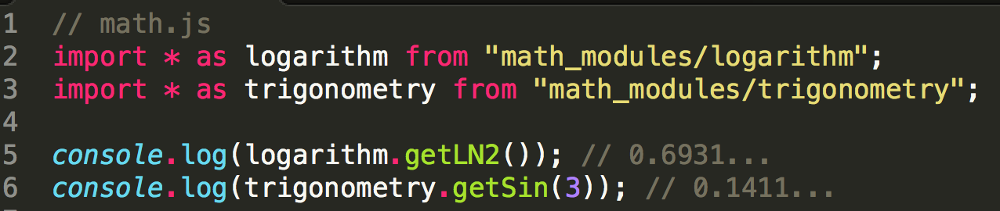 1 // math.js
2 import * as logarithm from "math_modules/logarithm";
3 import * as trigonometry from "math_modules/trigonometry";
4
5 console.log(logarithm.getLN2()); // 0.6931...
6 console.log(trigonometry.getSin(3)); // 0.1411...